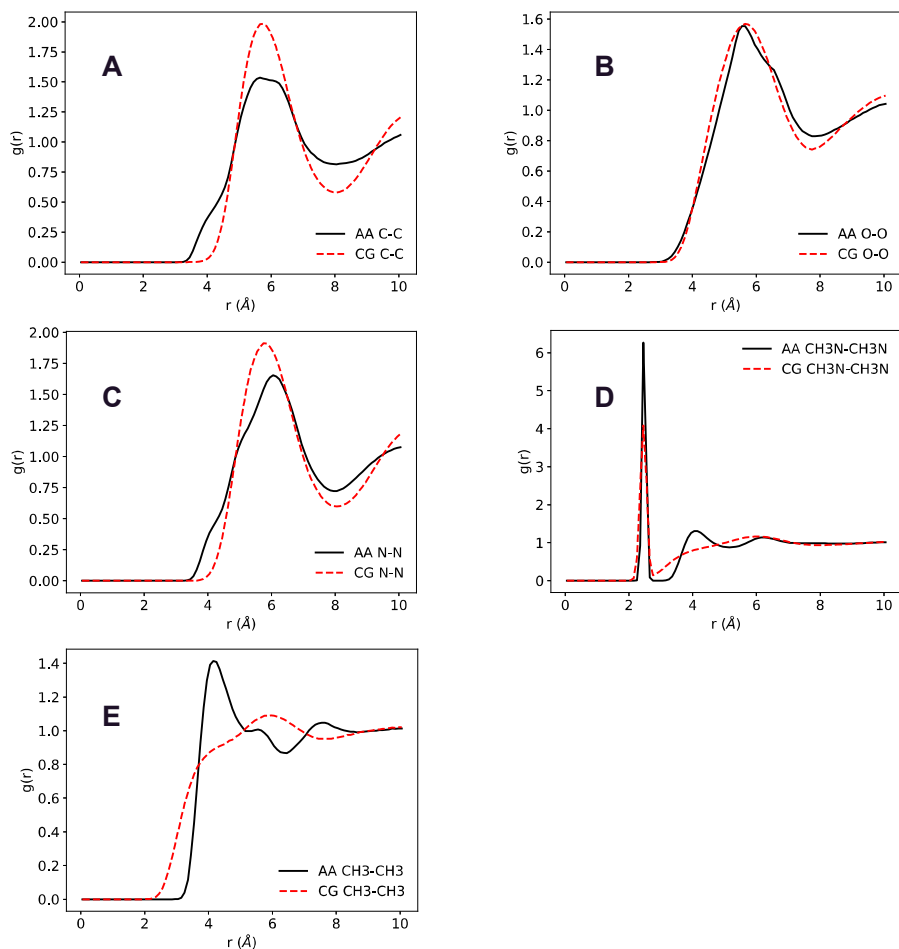 A
2.00
1.75
1.50
1.25
1.00
0.75
0.50
0.25
0.00
g(r)
0 2 4 6 8 10
r (Å)
AA C-C
CG C-C
B
1.6
1.4
1.2
1.0
0.8
0.6
0.4
0.2
0.0
g(r)
0 2 4 6 8 10
r (Å)
AA O-O
CG O-O
C
2.00
1.75
1.50
1.25
1.00
0.75
0.50
0.25
0.00
g(r)
0 2 4 6 8 10
r (Å)
AA N-N
CG N-N
D
6
5
4
3
2
1
0
g(r)
0 2 4 6 8 10
r (Å)
AA CH3N-CH3N
CG CH3N-CH3N
E
1.4
1.2
1.0
0.8
0.6
0.4
0.2
0.0
g(r)
0 2 4 6 8 10
r (Å)
AA CH3-CH3
CG CH3-CH3